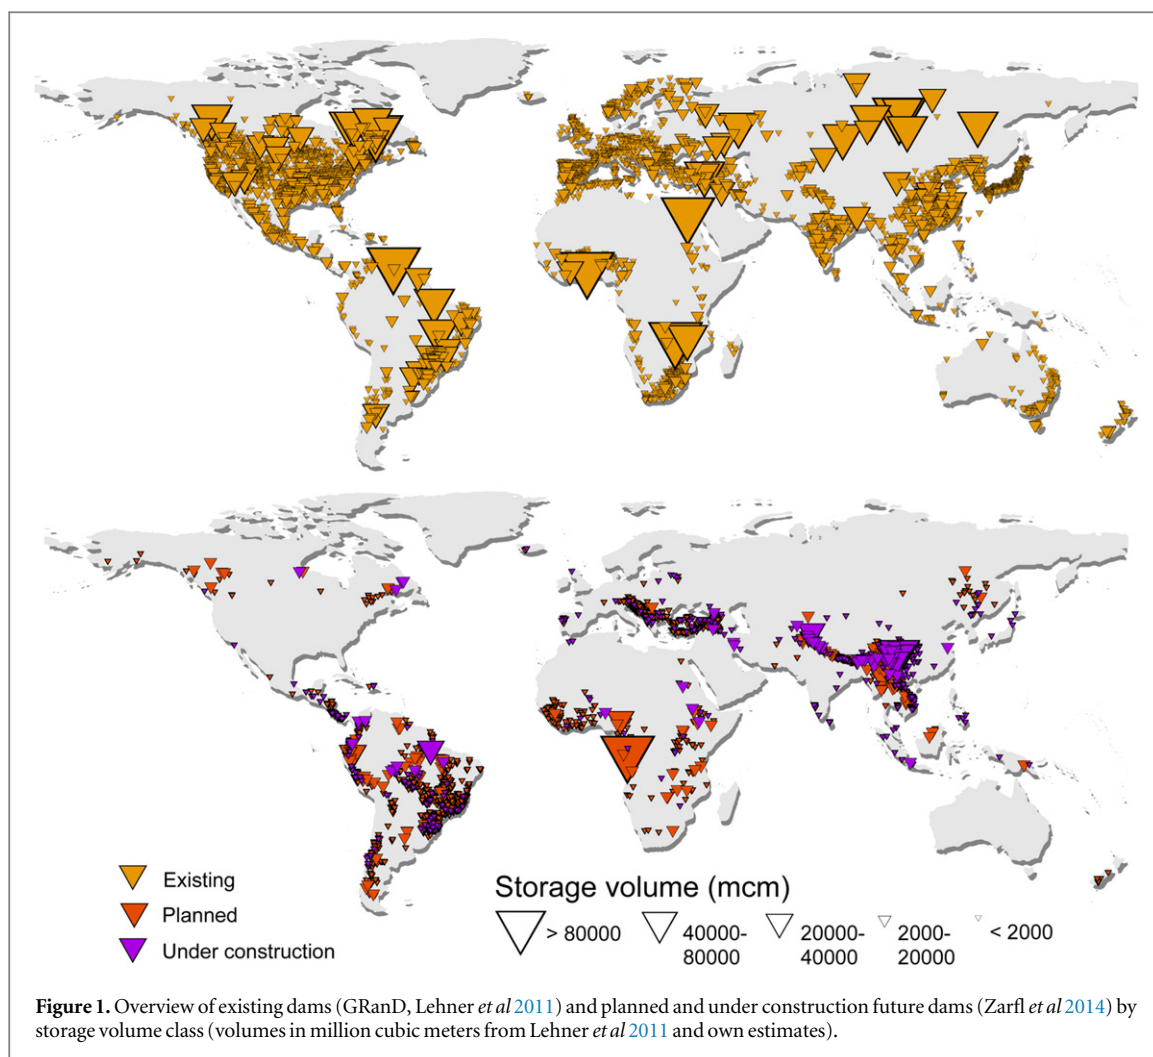 Existing
Planned
Under construction
Storage volume (mcm)
> 80000
40000-
80000
20000-
40000
2000-
20000
< 2000
Figure 1. Overview of existing dams (GRanD, Lehner et al 2011) and planned and under construction future dams (Zarfl et al 2014) by
storage volume class (volumes in million cubic meters from Lehner et al 2011 and own estimates).